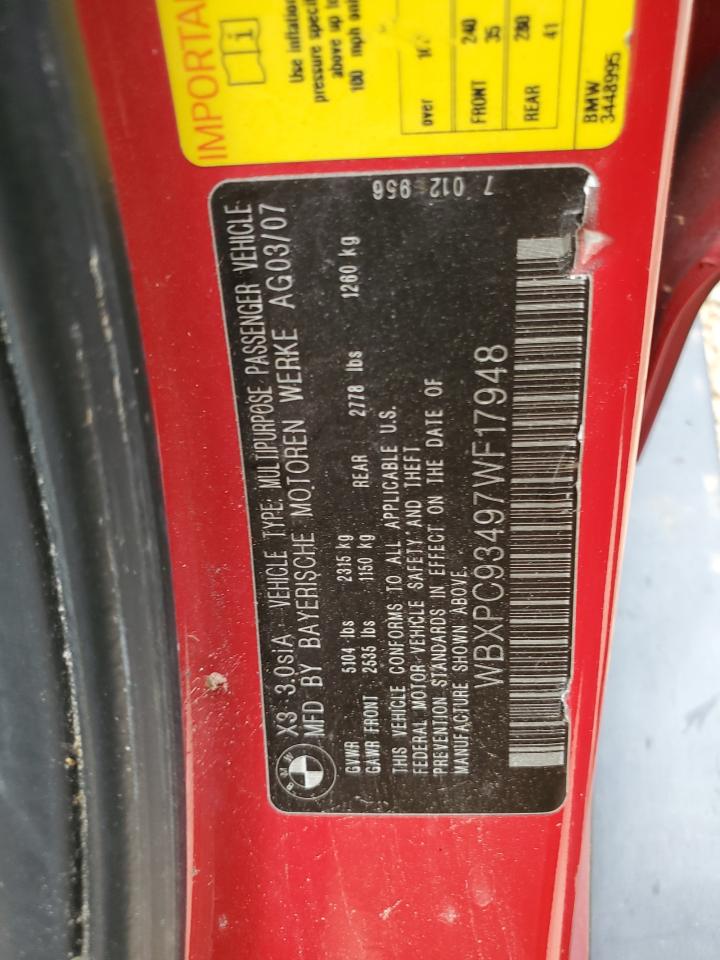 IMPORTA
Use inflation
pressure specif
above up to
100 mph only
over
FRONT 240 35
REAR 280 41
BMW
3448995
X3 3.0siA VEHICLE TYPE: MULTIPURPOSE PASSENGER VEHICLE
MFD BY BAYERISCHE MOTOREN WERKE AG03/07
GVWR 5104 lbs 2315 kg
GAWR FRONT 2535 lbs 1150 kg REAR 2778 lbs 1260 kg
THIS VEHICLE CONFORMS TO ALL APPLICABLE U.S.
FEDERAL MOTOR VEHICLE SAFETY AND THEFT
PREVENTION STANDARDS IN EFFECT ON THE DATE OF
MANUFACTURE SHOWN ABOVE.
WBXPC93497WF17948
7 012 956